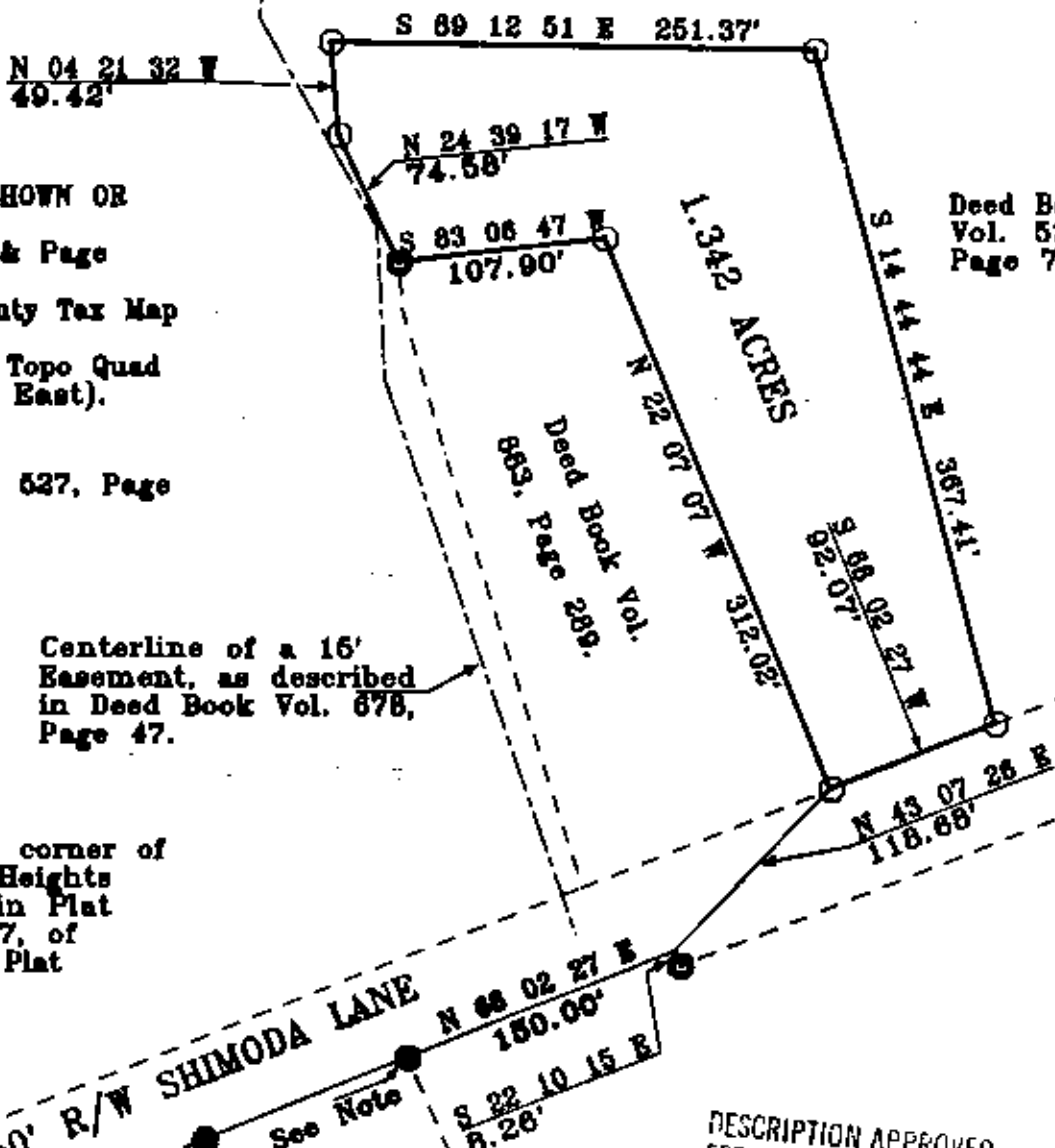 S 89 12 51 E 251.37'
N 04 21 32 W
49.42'
N 24 39 17 W
74.58'
HOWN OR
& Page
nty Tax Map
Topo Quad
East).
527, Page
S 83 06 47 W
107.90'
1.342 ACRES
S 14 44 44 E 367.41'
Deed B
Vol. 5
Page 7
N 22 07 07 W 312.02'
Deed Book Vol.
Page 289.
S 68 02 27 W
92.07'
Centerline of a 15'
Easement, as described
in Deed Book Vol. 678,
Page 47.
N 43 07 26 E
118.68'
corner of
Heights
in Plat
7, of
Plat
N 68 02 27 E
150.00'
0' R/W SHIMODA LANE
See Note
S 22 10 15 E
8.26'
DESCRIPTION APPROVED